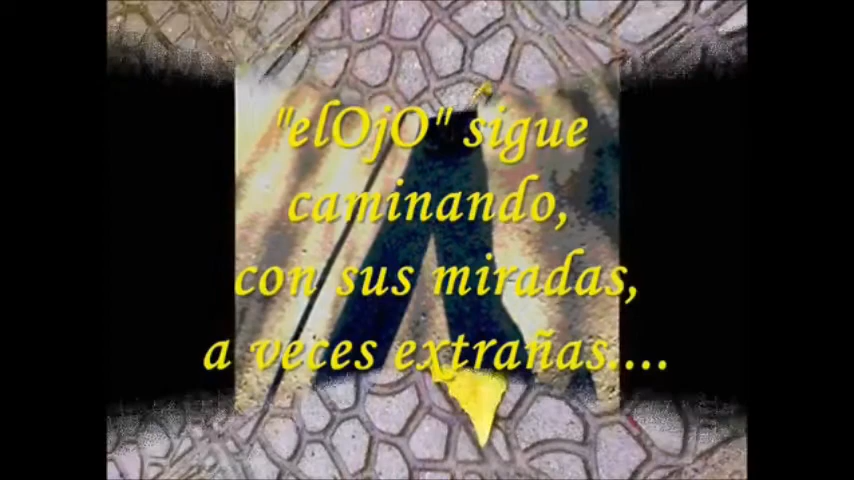 "elOjO" sigue
caminando,
con sus miradas,
a veces extrañas....